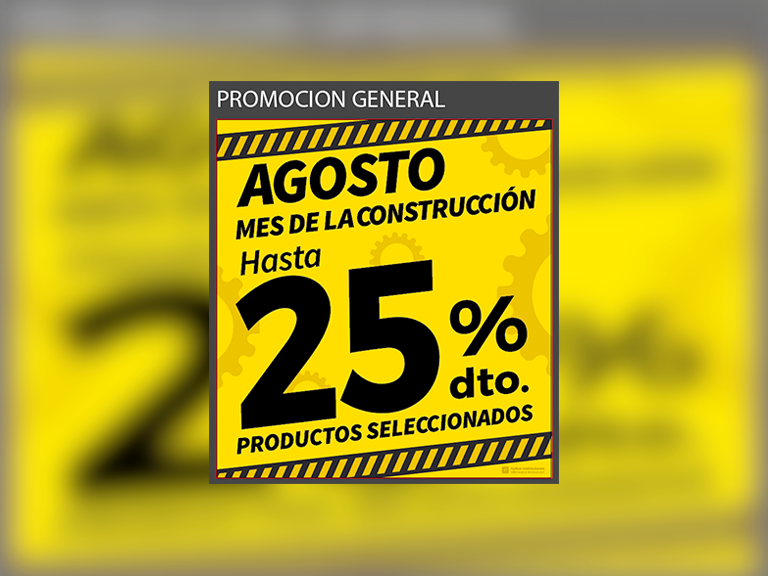 PROMOCION GENERAL
AGOSTO
MES DE LA CONSTRUCCIÓN
Hasta
25%
dto.
PRODUCTOS SELECCIONADOS